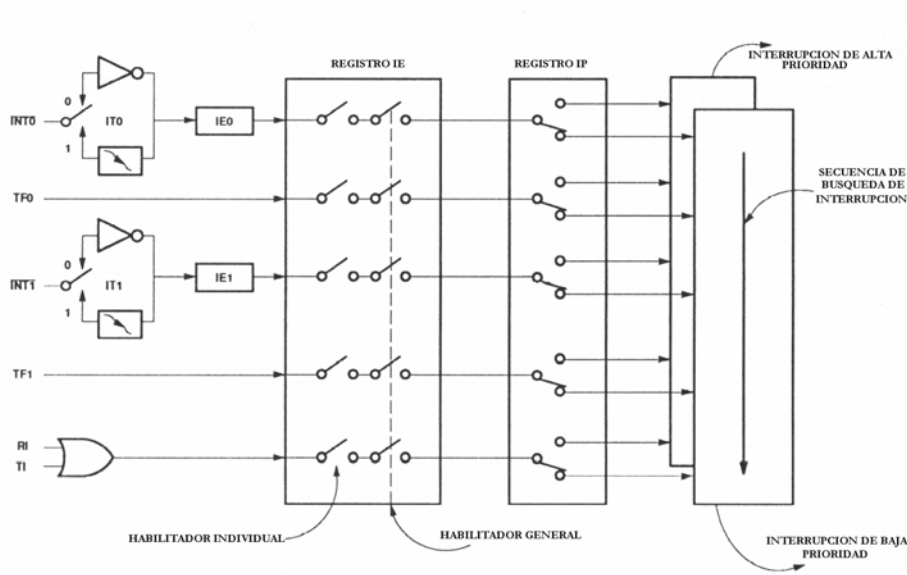 REGISTRO IE
REGISTRO IP
INTERRUPCION DE ALTA
PRIORIDAD
0
INT0
IT0
IE0
1
TF0
SECUENCIA DE
BUSQUEDA DE
INTERRUPCION
0
INT1
IT1
IE1
1
TF1
RI
TI
HABILITADOR INDIVIDUAL
HABILITADOR GENERAL
INTERRUPCION DE BAJA
PRIORIDAD